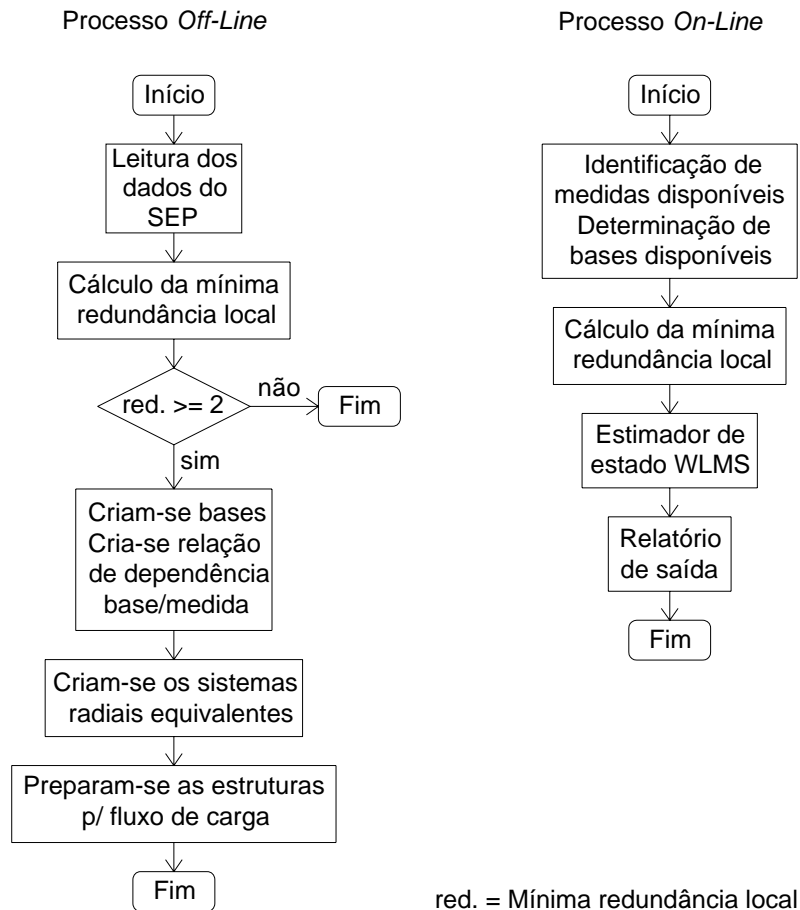 Processo Off-Line
Início
Leitura dos
dados do
SEP
Cálculo da mínima
redundância local
red. >= 2
não
Fim
sim
Criam-se bases
Cria-se relação
de dependência
base/medida
Criam-se os sistemas
radiais equivalentes
Preparam-se as estruturas
p/ fluxo de carga
Fim
Processo On-Line
Início
Identificação de
medidas disponíveis
Determinação de
bases disponíveis
Cálculo da mínima
redundância local
Estimador de
estado WLMS
Relatório
de saída
Fim
red. = Mínima redundância local